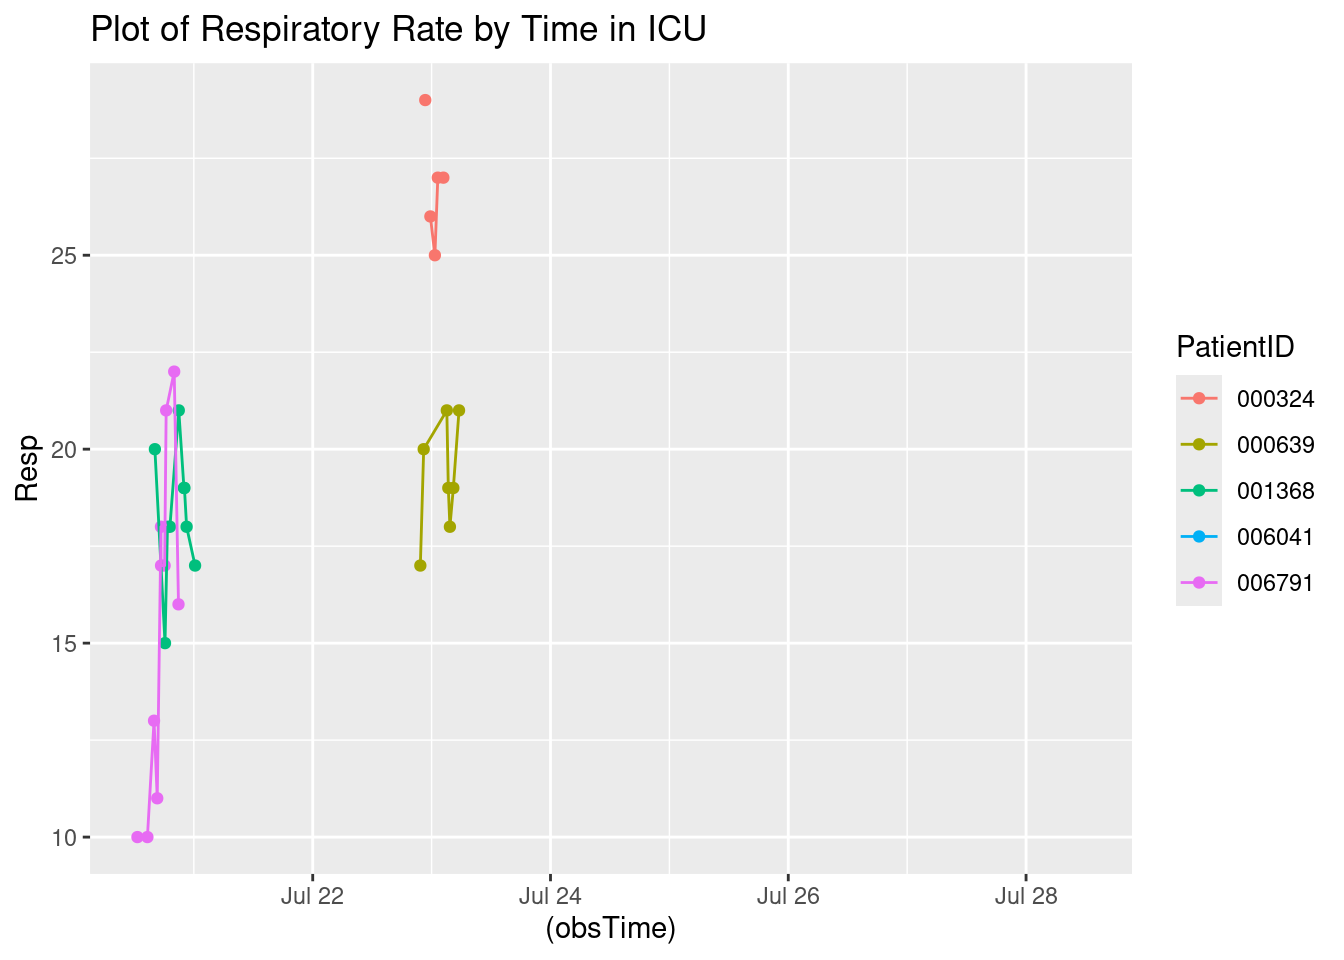 Plot of Respiratory Rate by Time in ICU
Resp
25
20
15
10
Jul 22
Jul 24
Jul 26
Jul 28
(obsTime)
PatientID
000324
000639
001368
006041
006791